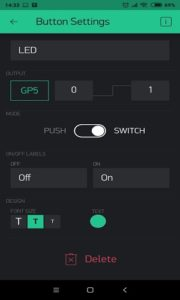 14:33
Button Settings
LED
OUTPUT
GP5 0 1
MODE
PUSH SWITCH
ON/OFF LABELS
OFF ON
Off On
DESIGN
FONT SIZE TEXT
T T T
Delete